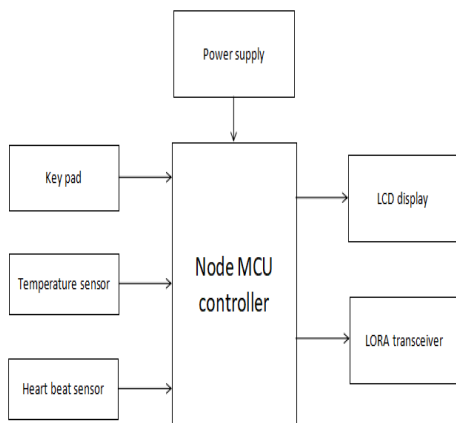 Power supply
Key pad
LCD display
Node MCU
controller
Temperature sensor
LORA transceiver
Heart beat sensor